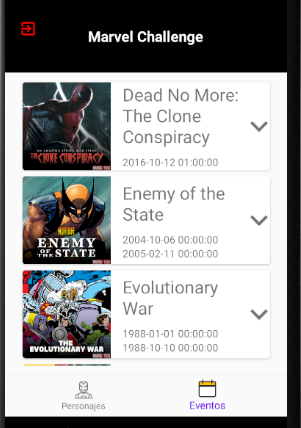 Marvel Challenge
THE CLONE CONSPIRACY
Dead No More:
The Clone
Conspiracy
2016-10-12 01:00:00
ENEMY
OF THE STATE
Enemy of the
State
2004-10-06 00:00:00
2005-02-11 00:00:00
THE
EVOLUTIONARY WAR
Evolutionary
War
1988-01-01 00:00:00
1988-10-10 00:00:00
Personajes
Eventos